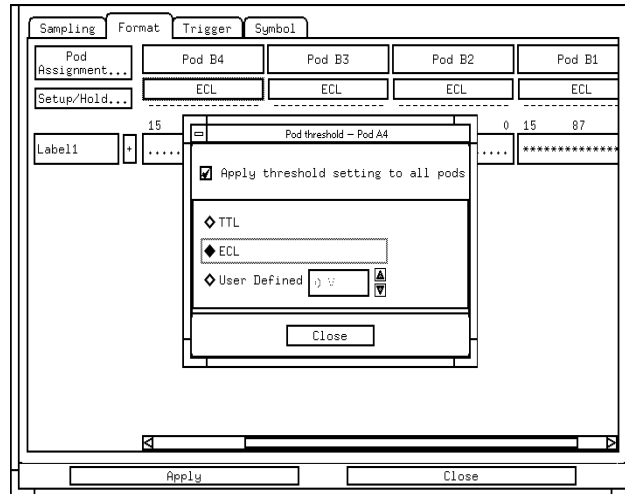 Sampling Format Trigger Symbol
Pod Assignment... Pod B4 Pod B3 Pod B2 Pod B1
Setup/Hold... ECL ECL ECL ECL
15 0 15 87
Label1 + ..... .... **************
Pod threshold — Pod A4
Apply threshold setting to all pods
TTL
ECL
User Defined 0 V
Close
Apply Close